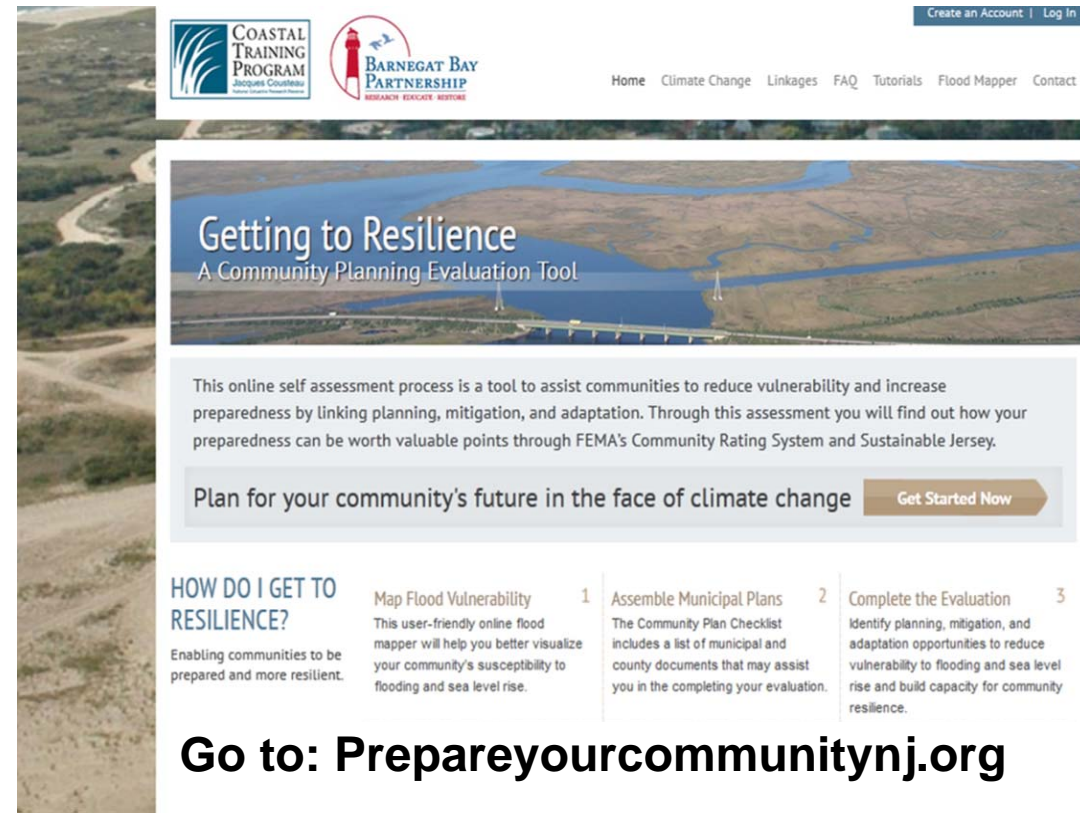 Create an Account | Log In
COASTAL
TRAINING
PROGRAM
Jacques Cousteau
National Estuarine Research Reserve
BARNEGAT BAY
PARTNERSHIP
RESEARCH EDUCATE RESTORE
Home Climate Change Linkages FAQ Tutorials Flood Mapper Contact
Getting to Resilience
A Community Planning Evaluation Tool
This online self assessment process is a tool to assist communities to reduce vulnerability and increase
preparedness by linking planning, mitigation, and adaptation. Through this assessment you will find out how your
preparedness can be worth valuable points through FEMA's Community Rating System and Sustainable Jersey.
Plan for your community's future in the face of climate change Get Started Now
HOW DO I GET TO
RESILIENCE?
Enabling communities to be
prepared and more resilient.
Map Flood Vulnerability 1
This user-friendly online flood
mapper will help you better visualize
your community's susceptibility to
flooding and sea level rise.
Assemble Municipal Plans 2
The Community Plan Checklist
includes a list of municipal and
county documents that may assist
you in the completing your evaluation.
Complete the Evaluation 3
Identify planning, mitigation, and
adaptation opportunities to reduce
vulnerability to flooding and sea level
rise and build capacity for community
resilience.
Go to: Prepareyourcommunitynj.org